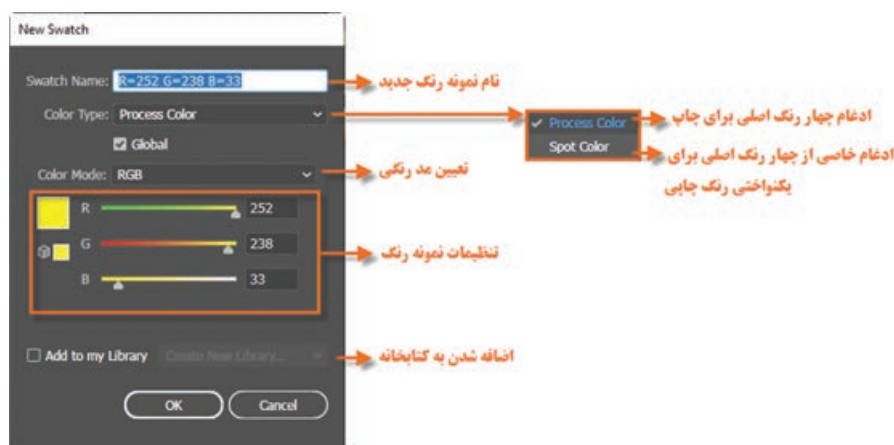 New Swatch
Swatch Name: R=252 G=238 B=33
نام نمونه رنگ جدید
Color Type: Process Color
Process Color
ادغام چهار رنگ اصلی برای چاپ
Spot Color
ادغام خاصی از چهار رنگ اصلی برای
یکنواختی رنگ چاپی
Global
Color Mode: RGB
تعیین مد رنگی
R 252
G 238
B 33
تنظیمات نمونه رنگ
Add to my Library Create New Library...
اضافه شدن به کتابخانه
OK Cancel